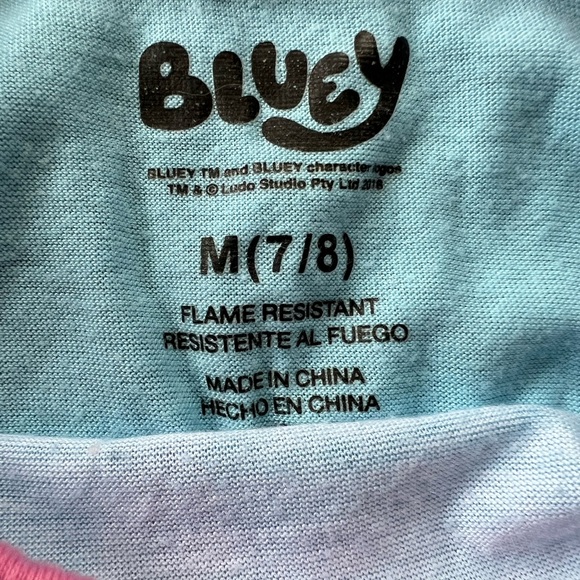 BLUEY
BLUEY TM and BLUEY character logos
TM & © Ludo Studio Pty Ltd 2018
M(7/8)
FLAME RESISTANT
RESISTENTE AL FUEGO
MADE IN CHINA
HECHO EN CHINA